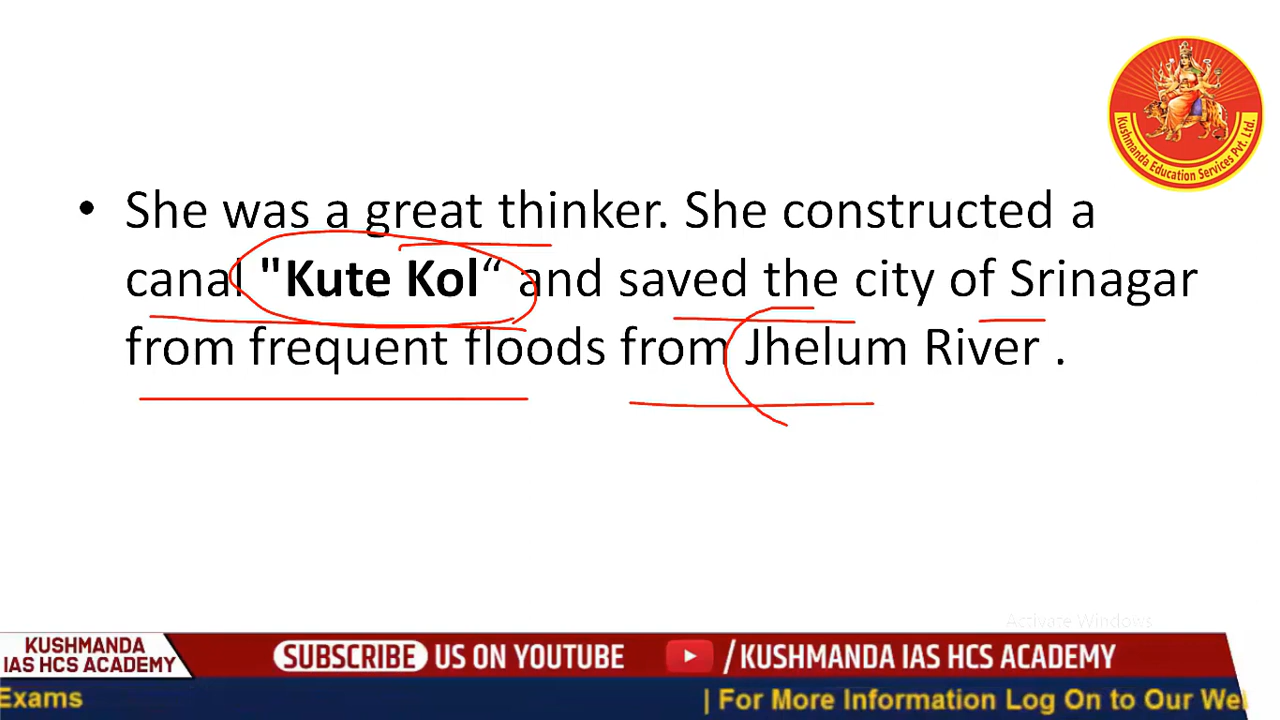 Kushmanda Education Services Pvt. Ltd.
• She was a great thinker. She constructed a
canal "Kute Kol“ and saved the city of Srinagar
from frequent floods from Jhelum River .
Activate Windows
KUSHMANDA
IAS HCS ACADEMY
SUBSCRIBE US ON YOUTUBE
/KUSHMANDA IAS HCS ACADEMY
Exams
| For More Information Log On to Our We